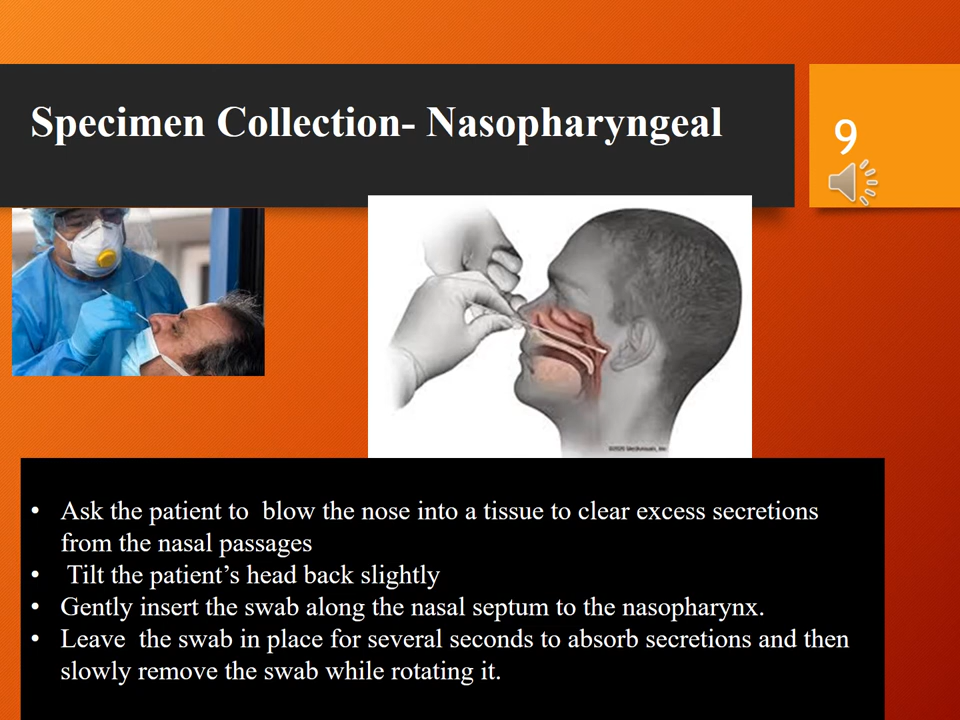 Specimen Collection- Nasopharyngeal
9
• Ask the patient to  blow the nose into a tissue to clear excess secretions
from the nasal passages
•  Tilt the patient’s head back slightly
• Gently insert the swab along the nasal septum to the nasopharynx.
• Leave  the swab in place for several seconds to absorb secretions and then
slowly remove the swab while rotating it.